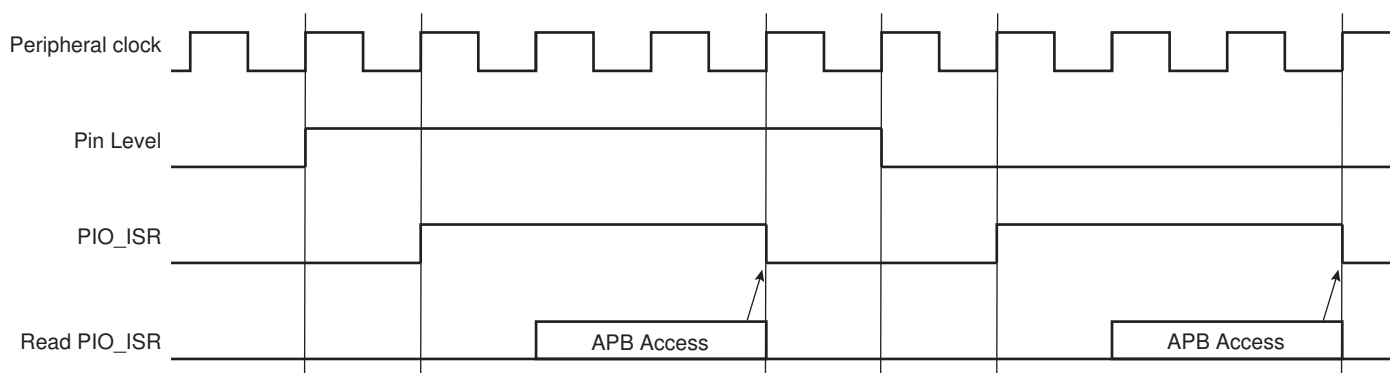 Peripheral clock
Pin Level
PIO_ISR
Read PIO_ISR
APB Access
APB Access